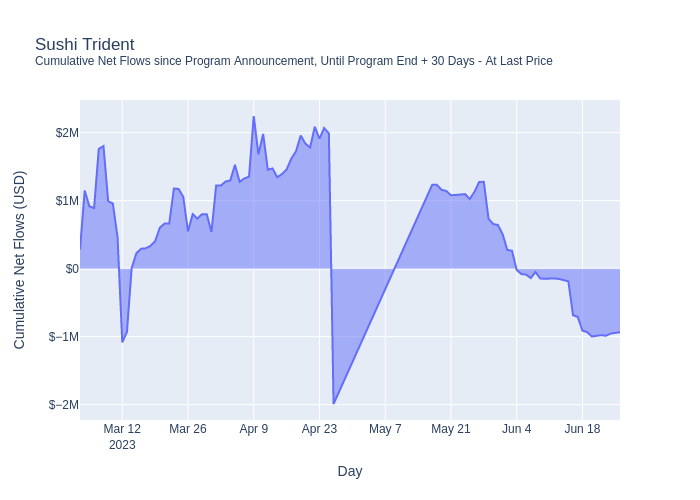 Sushi Trident
Cumulative Net Flows since Program Announcement, Until Program End + 30 Days - At Last Price
Cumulative Net Flows (USD)
$2M
$1M
$0
$−1M
$−2M
Mar 12
2023
Mar 26
Apr 9
Apr 23
May 7
May 21
Jun 4
Jun 18
Day